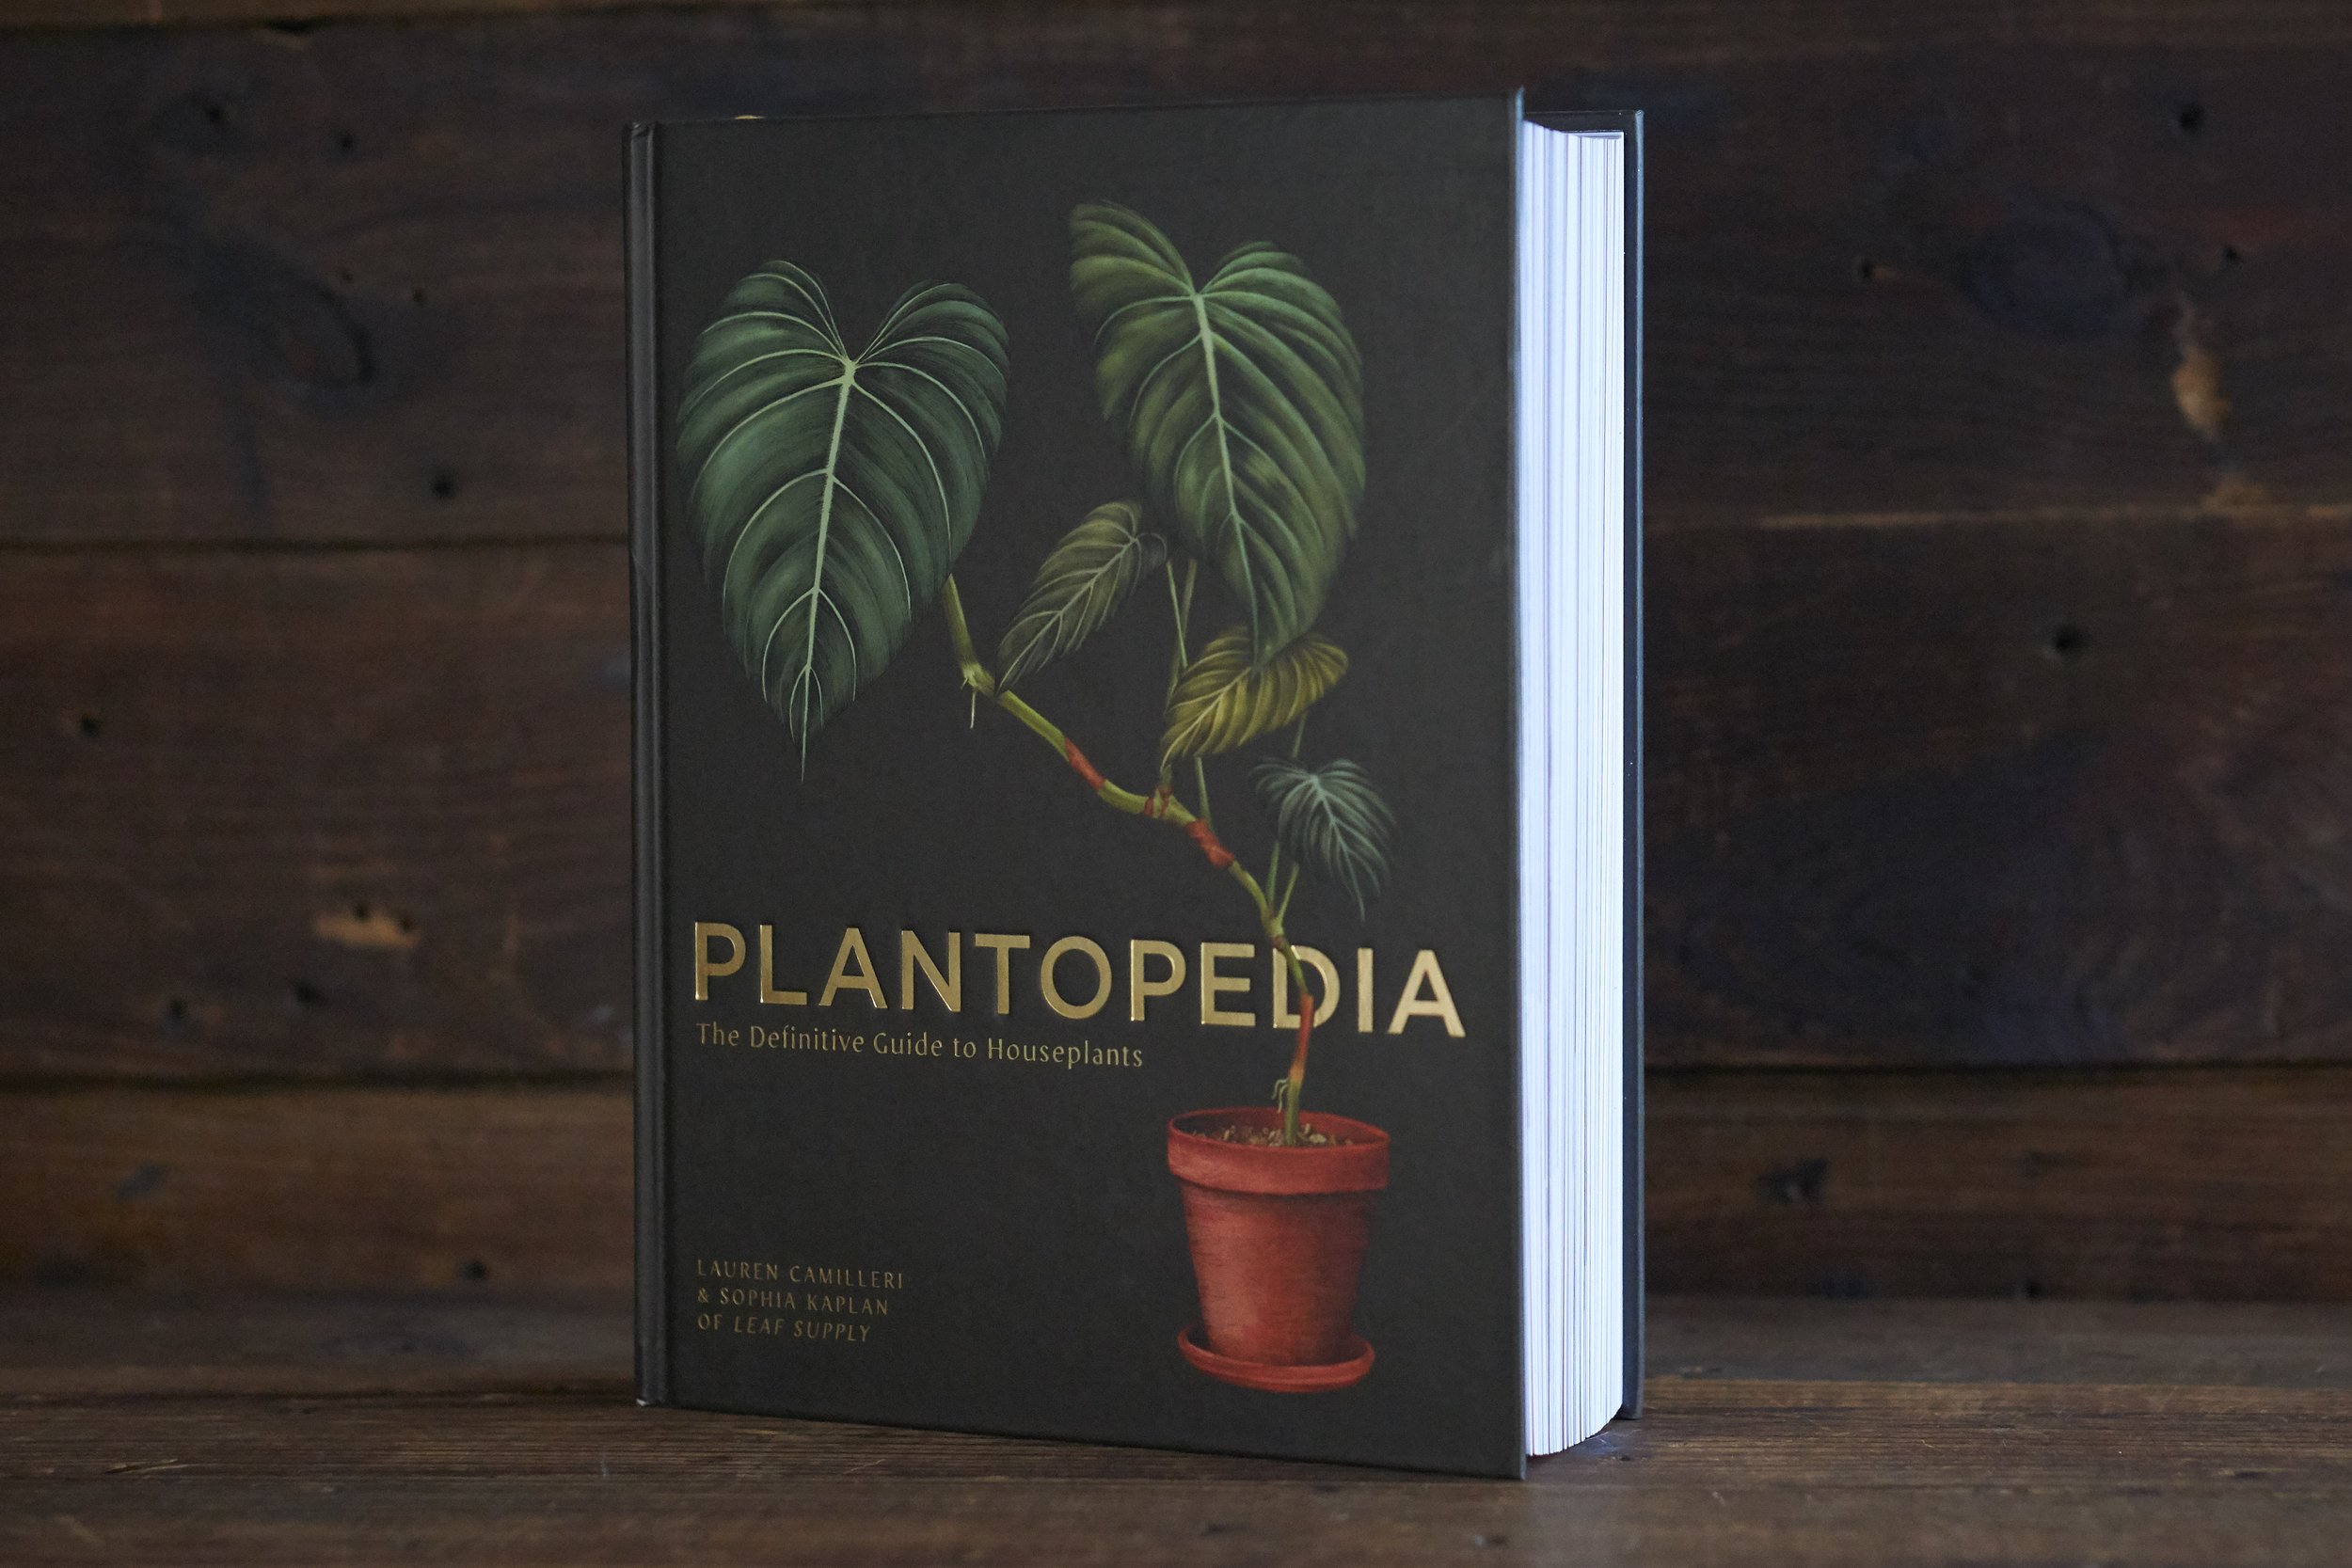 PLANTOPEDIA
The Definitive Guide to Houseplants
LAUREN CAMILLERI
& SOPHIA KAPLAN
OF LEAF SUPPLY